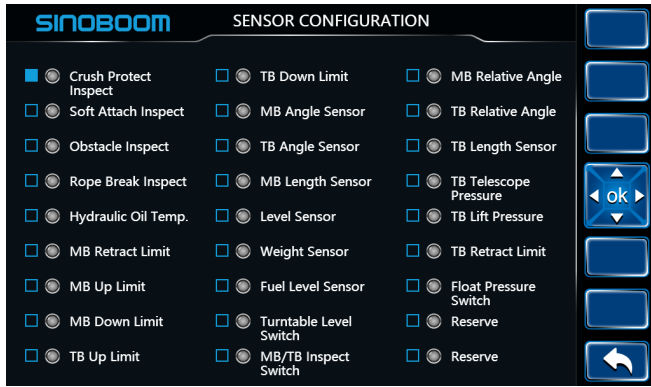 SINOBOOM
SENSOR CONFIGURATION
Crush Protect
Inspect
Soft Attach Inspect
Obstacle Inspect
Rope Break Inspect
Hydraulic Oil Temp.
MB Retract Limit
MB Up Limit
MB Down Limit
TB Up Limit
TB Down Limit
MB Angle Sensor
TB Angle Sensor
MB Length Sensor
Level Sensor
Weight Sensor
Fuel Level Sensor
Turntable Level
Switch
MB/TB Inspect
Switch
MB Relative Angle
TB Relative Angle
TB Length Sensor
TB Telescope
Pressure
TB Lift Pressure
TB Retract Limit
Float Pressure
Switch
Reserve
Reserve
ok